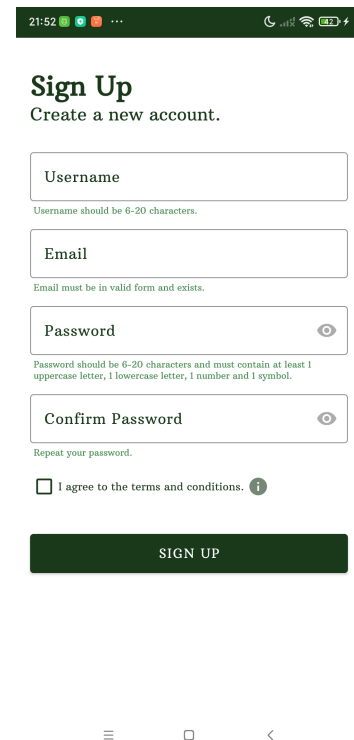 21:52
42
Sign Up
Create a new account.
Username
Username should be 6-20 characters.
Email
Email must be in valid form and exists.
Password
Password should be 6-20 characters and must contain at least 1
uppercase letter, 1 lowercase letter, 1 number and 1 symbol.
Confirm Password
Repeat your password.
I agree to the terms and conditions. i
SIGN UP